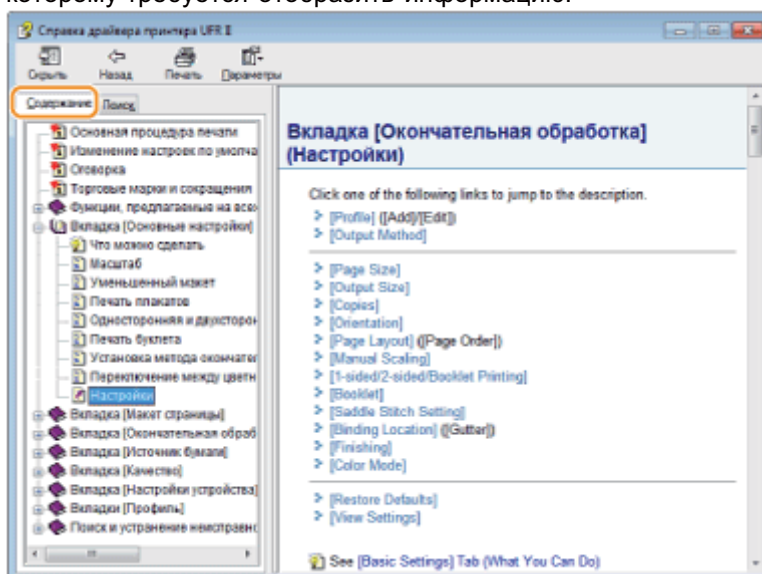 которому требуется отобразить информацию.
Справка драйвера принтера UFR II
Скрыть Назад Печать Параметры
Содержание Поиск
Основная процедура печати
Изменение настроек по умолча
Оговорка
Торговые марки и сокращения
Функции, предлагаемые на все
Вкладка [Основные настройки]
Что можно сделать
Масштаб
Уменьшенный макет
Печать плакатов
Односторонняя и двухсторон
Печать буклета
Установка метода окончател
Переключение между цветн
Настройки
Вкладка [Макет страницы]
Вкладка [Окончательная обраб
Вкладка [Источник бумаги]
Вкладка [Качество]
Вкладка [Настройки устройства]
Вкладки [Профиль]
Поиск и устранение неисправно
Вкладка [Окончательная обработка]
(Настройки)
Click one of the following links to jump to the description.
[Profile] ([Add]/[Edit])
[Output Method]
[Page Size]
[Output Size]
[Copies]
[Orientation]
[Page Layout] ([Page Order])
[Manual Scaling]
[1-sided/2-sided/Booklet Printing]
[Booklet]
[Saddle Stitch Setting]
[Binding Location] ([Gutter])
[Finishing]
[Color Mode]
[Restore Defaults]
[View Settings]
See [Basic Settings] Tab (What You Can Do)